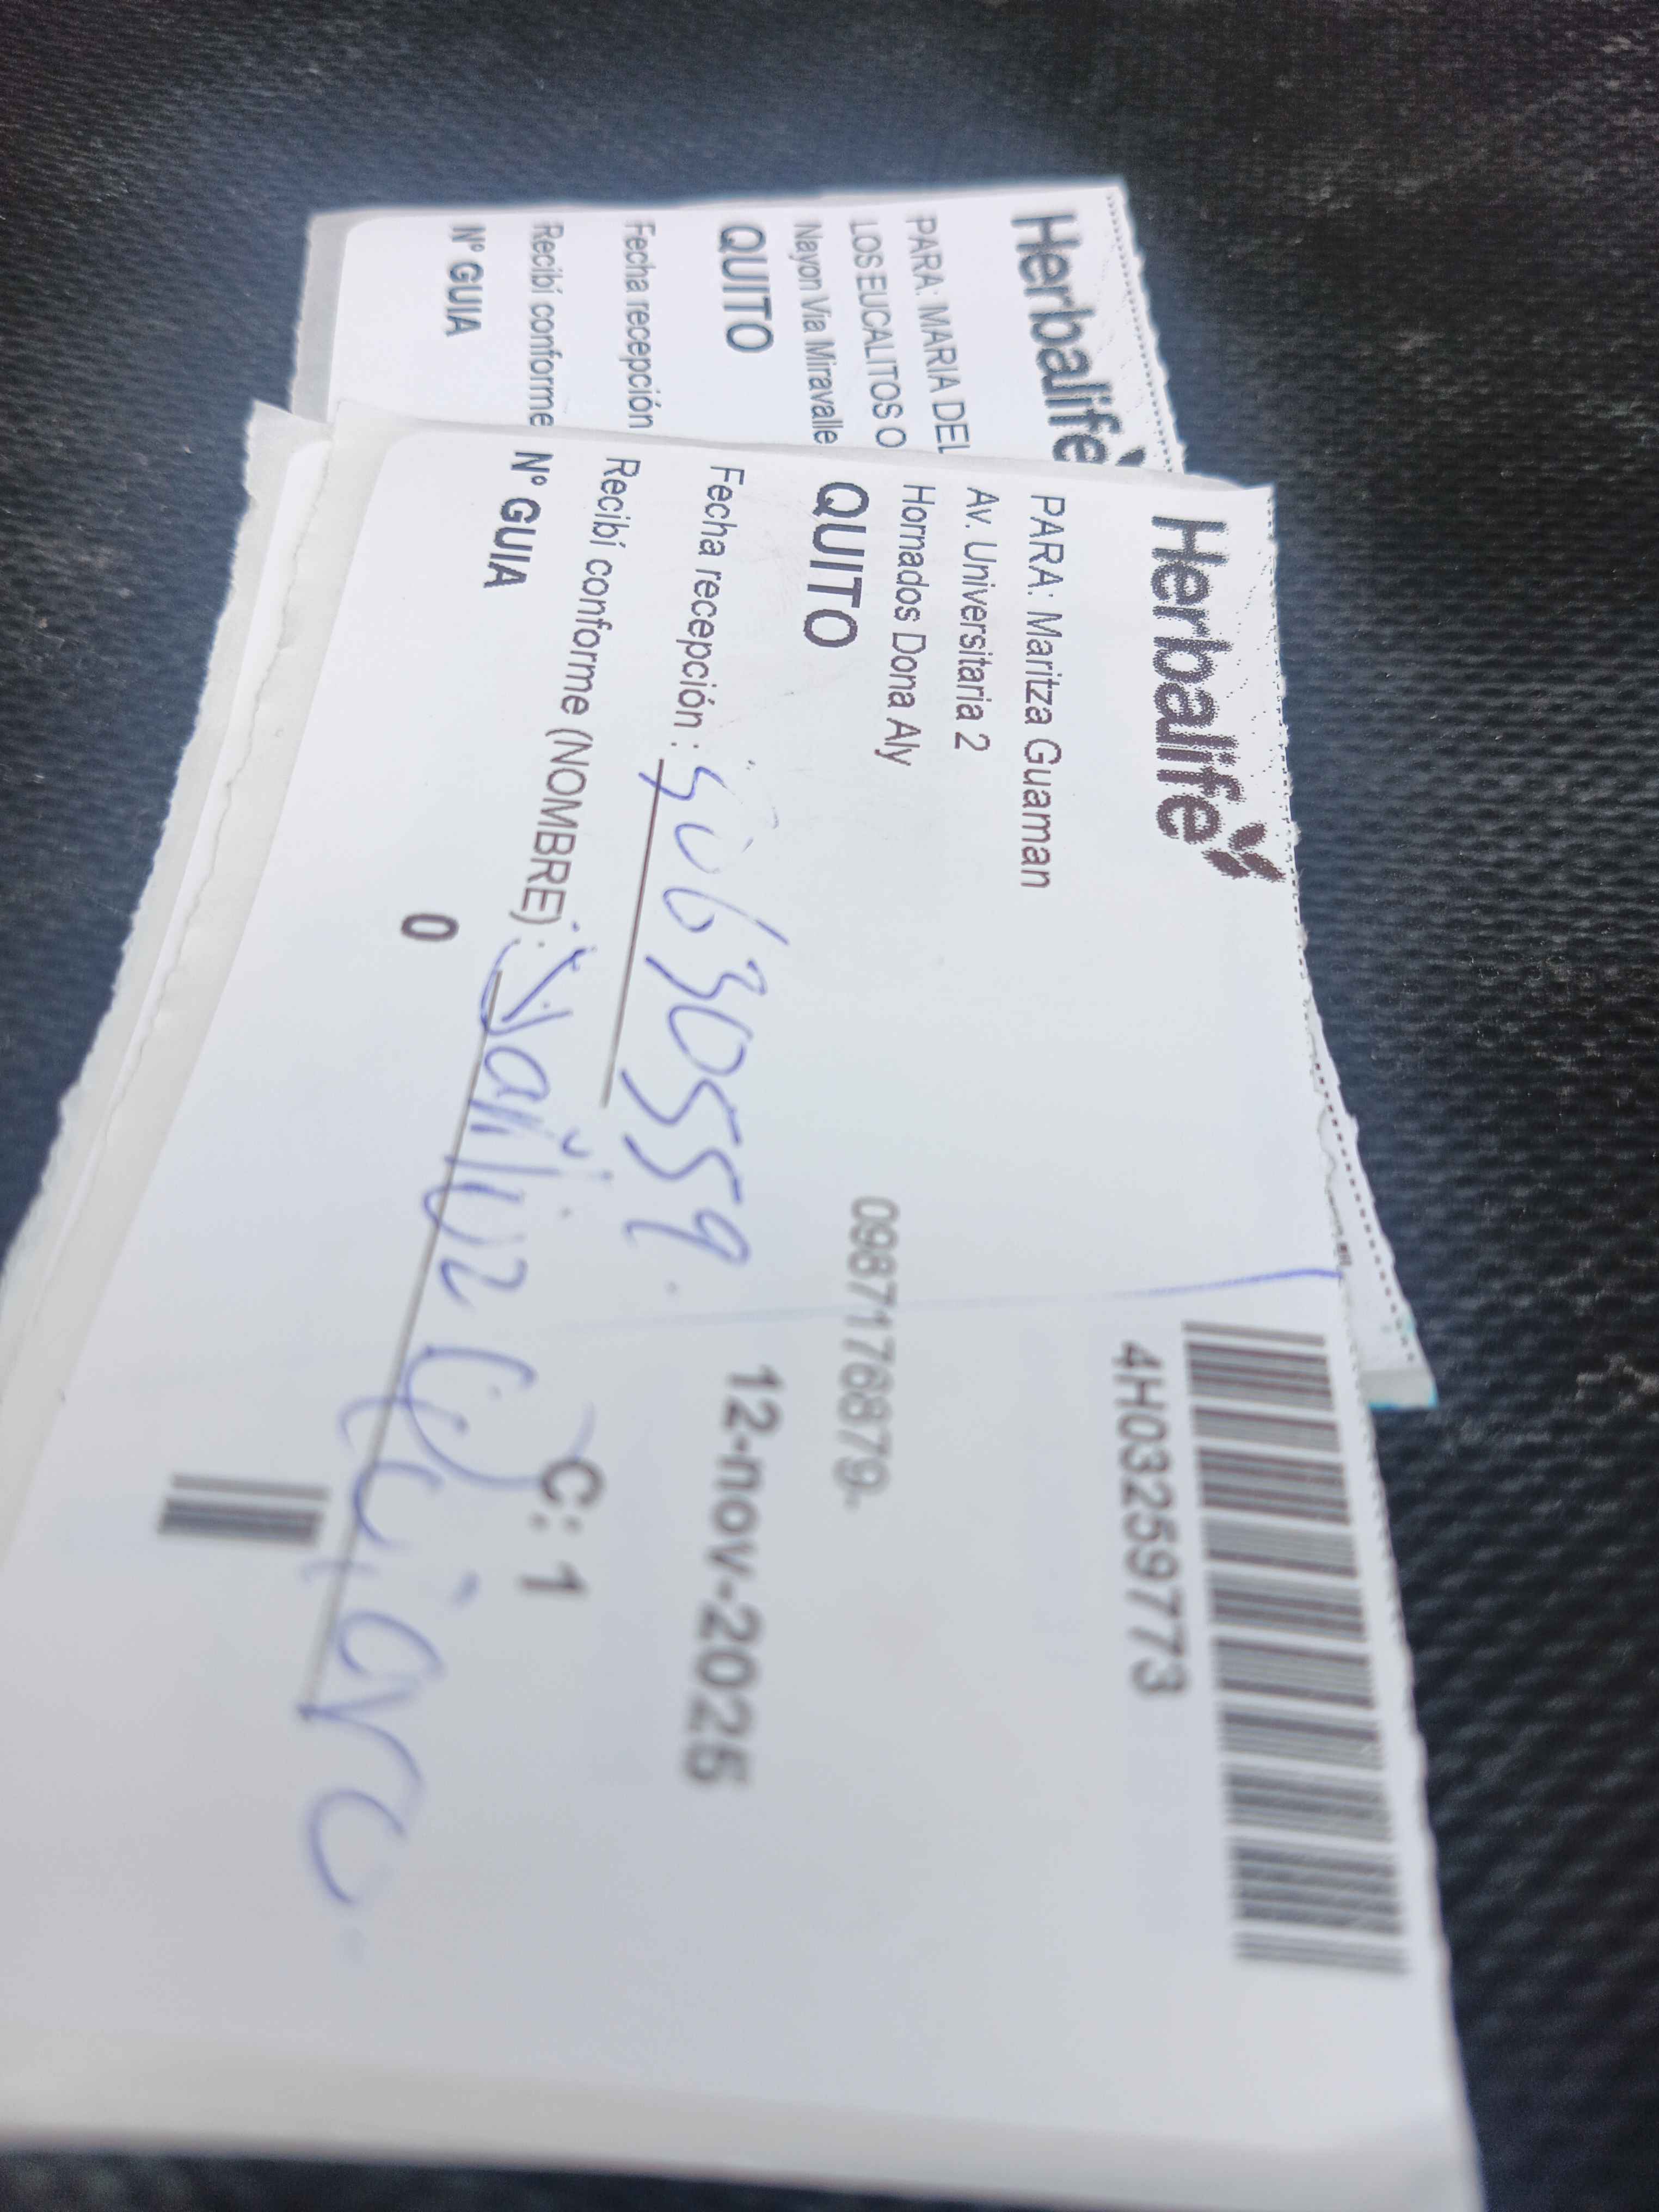 Herbalife
PARA: MARIA DEL
LOS EUCALITOS O
Nayon Via Miravalle
QUITO
Fecha recepción
Recibí conforme
Nº GUIA
Herbalife
4H03259773
PARA: Maritza Guaman
Av. Universitaria 2
Hornados Dona Aly
0987176879-
QUITO
12-nov-2025
Fecha recepción :
Recibí conforme (NOMBRE):
C: 1
Nº GUIA
0